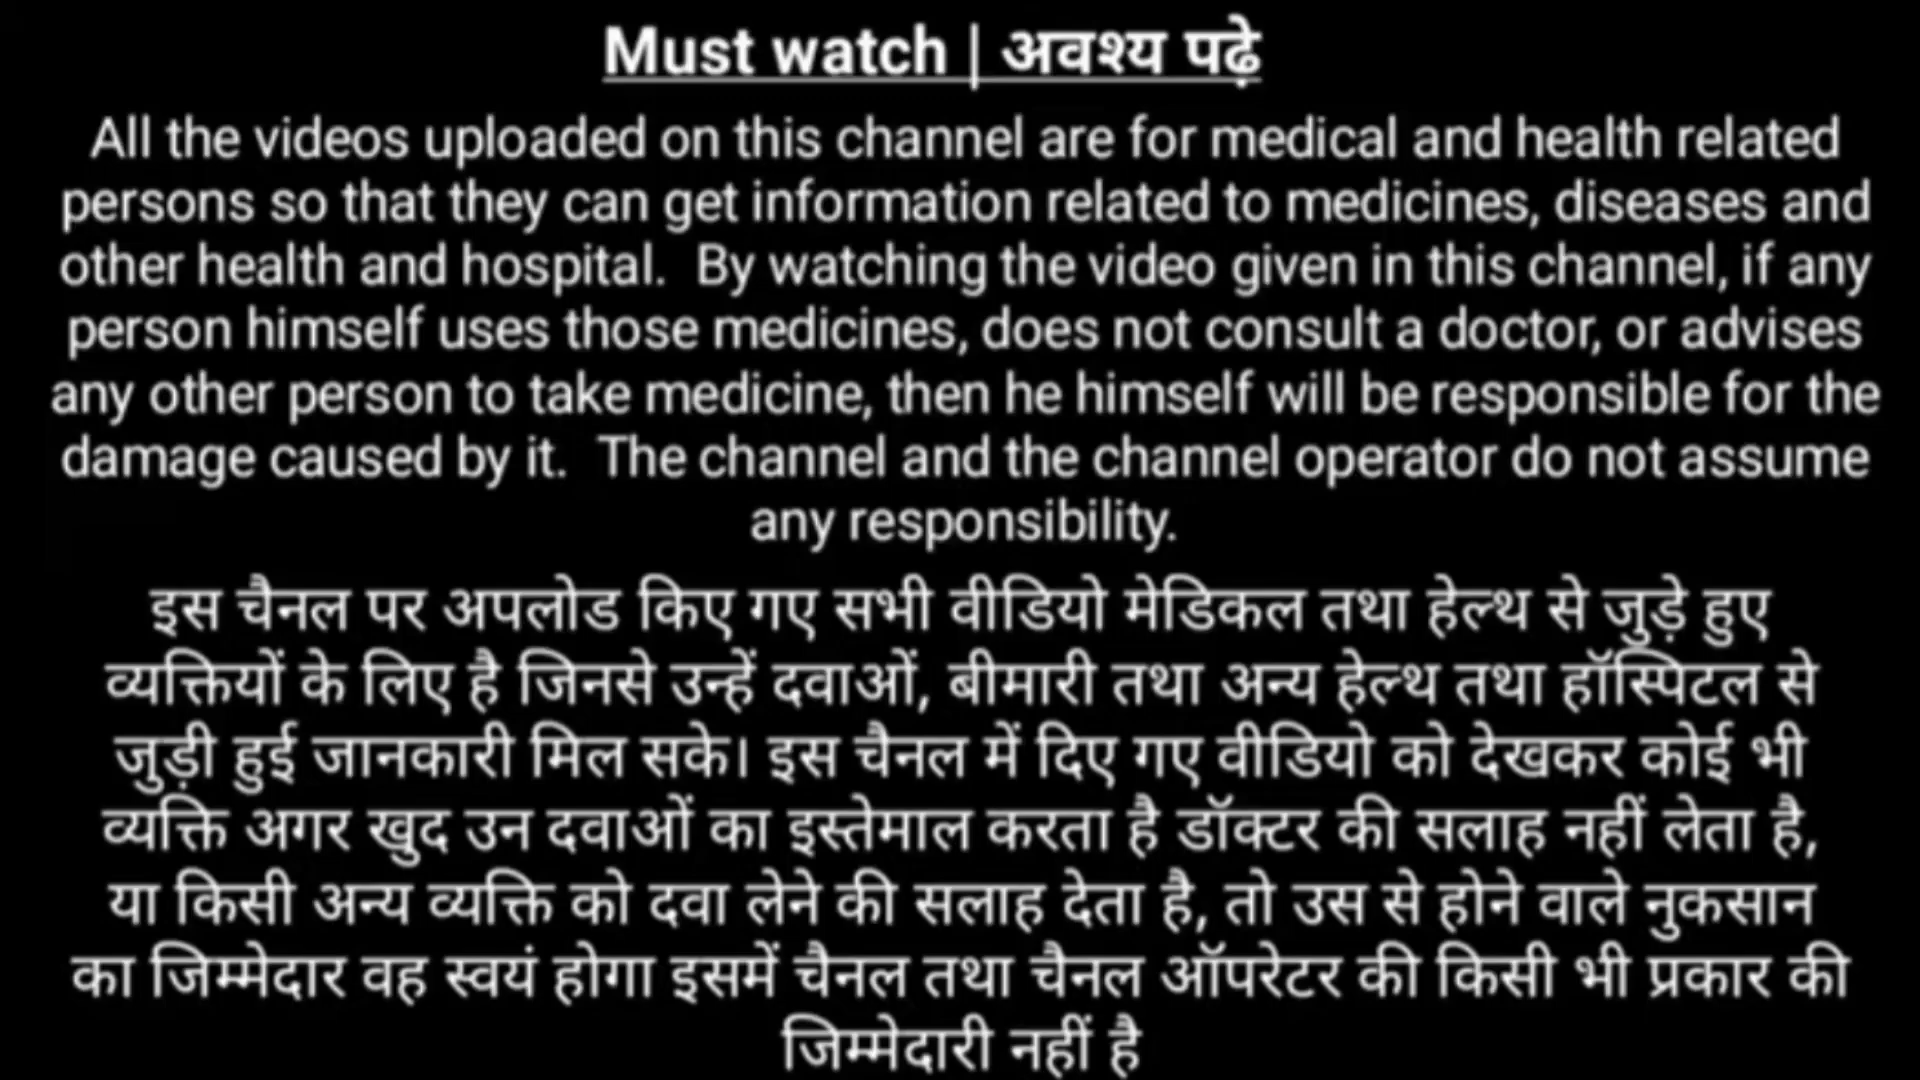 Must watch | अवश्य पढ़े
All the videos uploaded on this channel are for medical and health related
persons so that they can get information related to medicines, diseases and
other health and hospital.  By watching the video given in this channel, if any
person himself uses those medicines, does not consult a doctor, or advises
any other person to take medicine, then he himself will be responsible for the
damage caused by it.  The channel and the channel operator do not assume
any responsibility.
इस चैनल पर अपलोड किए गए सभी वीडियो मेडिकल तथा हेल्थ से जुड़े हुए
व्यक्तियों के लिए है जिनसे उन्हें दवाओं, बीमारी तथा अन्य हेल्थ तथा हॉस्पिटल से
जुड़ी हुई जानकारी मिल सके। इस चैनल में दिए गए वीडियो को देखकर कोई भी
व्यक्ति अगर खुद उन दवाओं का इस्तेमाल करता है डॉक्टर की सलाह नहीं लेता है,
या किसी अन्य व्यक्ति को दवा लेने की सलाह देता है, तो उस से होने वाले नुकसान
का जिम्मेदार वह स्वयं होगा इसमें चैनल तथा चैनल ऑपरेटर की किसी भी प्रकार की
जिम्मेदारी नहीं है